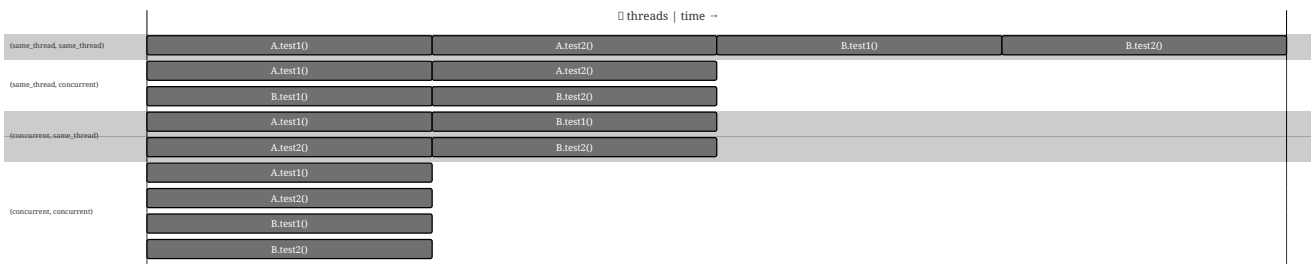 threads | time →
(same_thread, same_thread)
A.test1() A.test2() B.test1() B.test2()
(same_thread, concurrent)
A.test1() A.test2()
B.test1() B.test2()
(concurrent, same_thread)
A.test1() B.test1()
A.test2() B.test2()
(concurrent, concurrent)
A.test1()
A.test2()
B.test1()
B.test2()